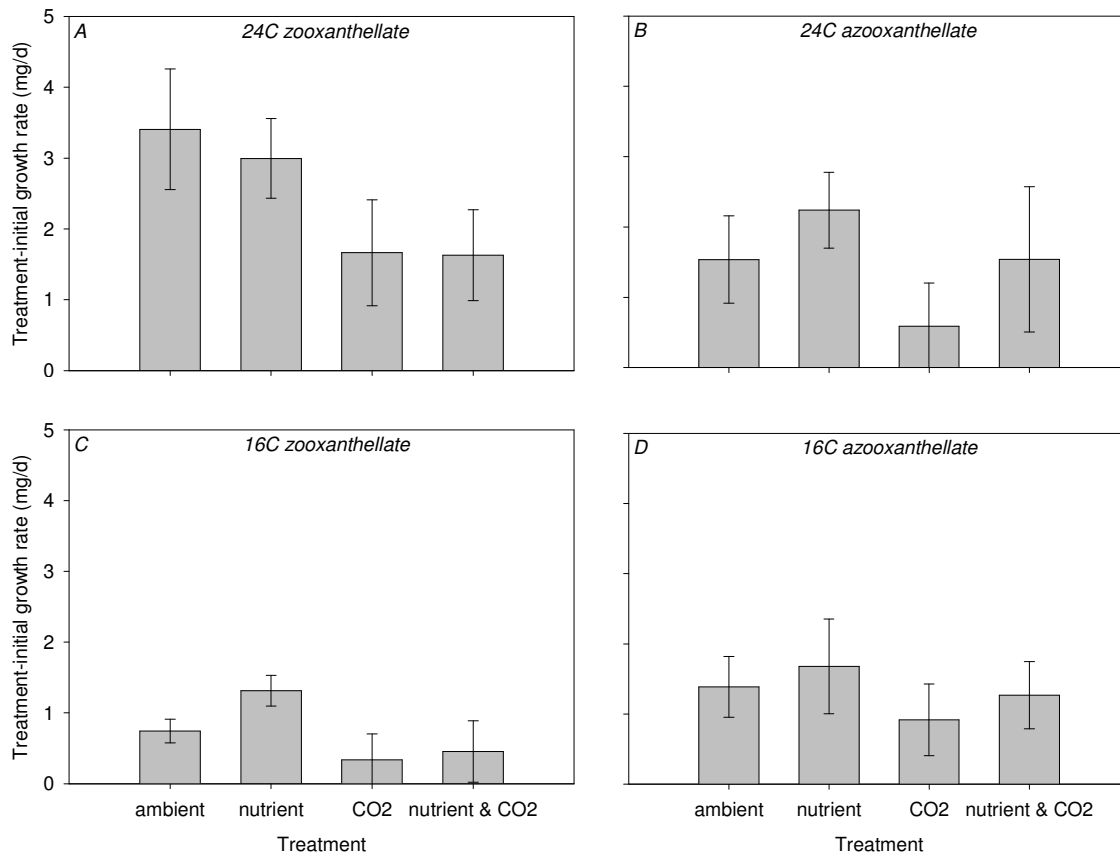 A
24C zooxanthellate
B
24C azooxanthellate
Treatment-initial growth rate (mg/d)
5
4
3
2
1
0
C
16C zooxanthellate
D
16C azooxanthellate
Treatment-initial growth rate (mg/d)
5
4
3
2
1
0
ambient nutrient CO2 nutrient & CO2
Treatment
ambient nutrient CO2 nutrient & CO2
Treatment